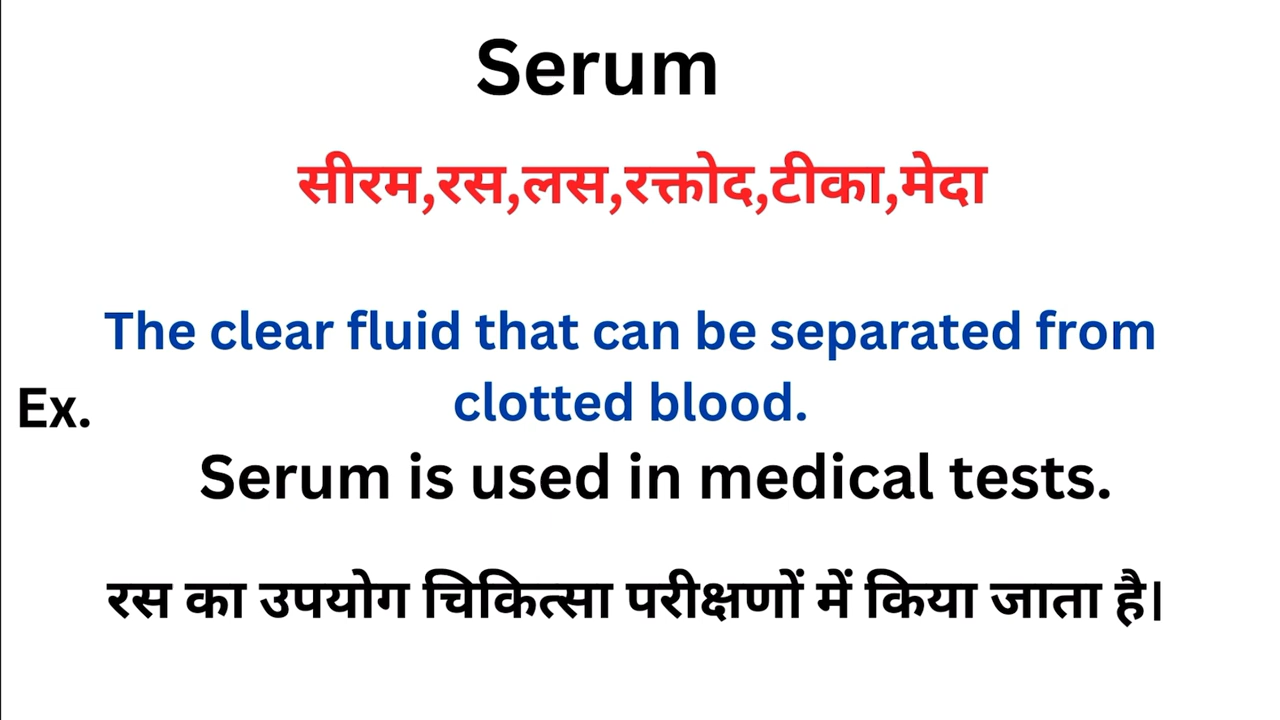 Serum
सीरम,रस,लस,रक्तोद,टीका,मेदा
The clear fluid that can be separated from
clotted blood.
Ex.
Serum is used in medical tests.
रस का उपयोग चिकित्सा परीक्षणों में किया जाता है।